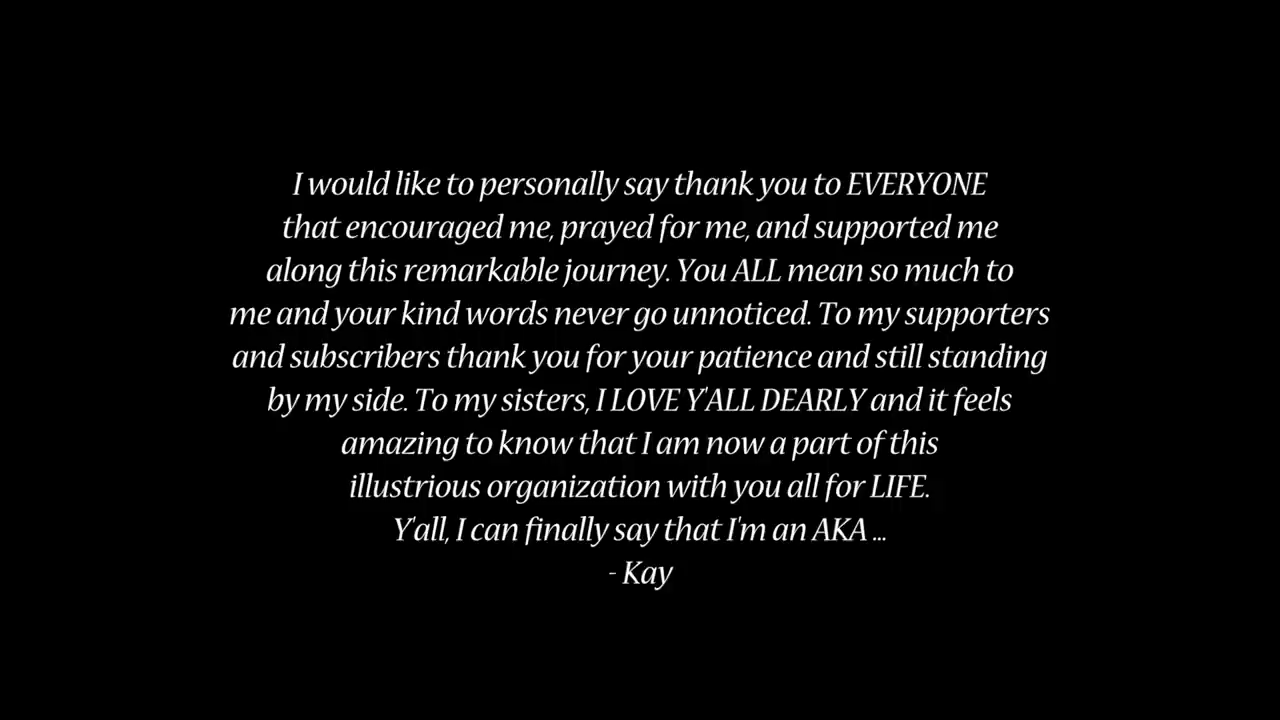 I would like to personally say thank you to EVERYONE
that encouraged me, prayed for me, and supported me
along this remarkable journey. You ALL mean so much to
me and your kind words never go unnoticed. To my supporters
and subscribers thank you for your patience and still standing
by my side. To my sisters, I LOVE Y'ALL DEARLY and it feels
amazing to know that I am now a part of this
illustrious organization with you all for LIFE.
Y'all, I can finally say that I'm an AKA ...
- Kay